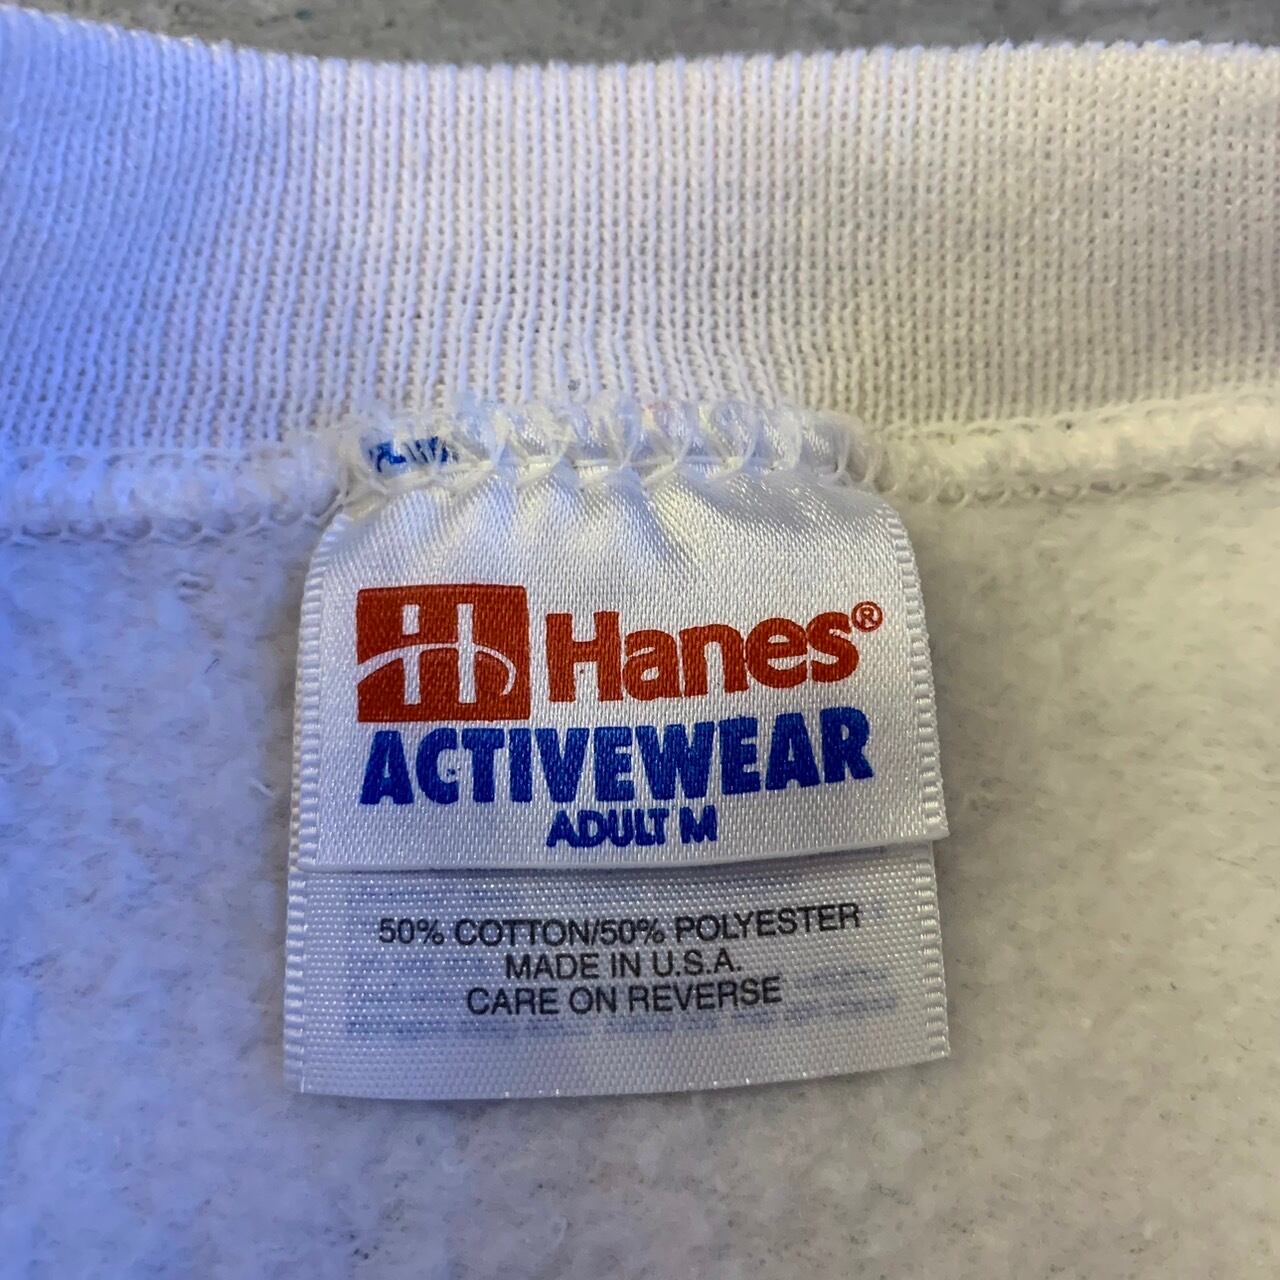 H Hanes®
ACTIVEWEAR
ADULT M
50% COTTON/50% POLYESTER
MADE IN U.S.A.
CARE ON REVERSE